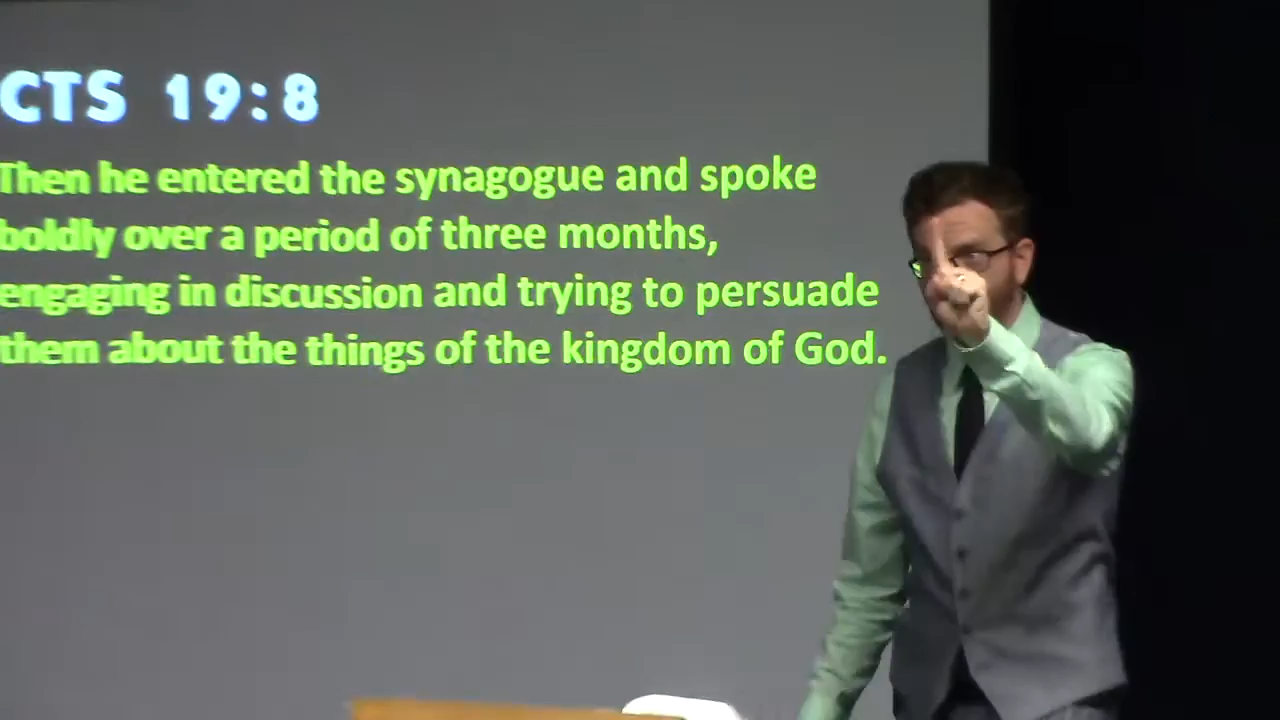 CTS 19:8
Then he entered the synagogue and spoke
boldly over a period of three months,
engaging in discussion and trying to persuade
them about the things of the kingdom of God.